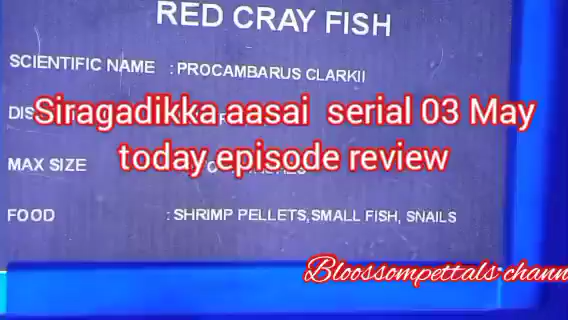 RED CRAY FISH
SCIENTIFIC NAME : PROCAMBARUS CLARKII
Siragadikka aasai serial 03 May
today episode review
MAX SIZE
FOOD : SHRIMP PELLETS,SMALL FISH, SNAILS
Bloossompettals chann